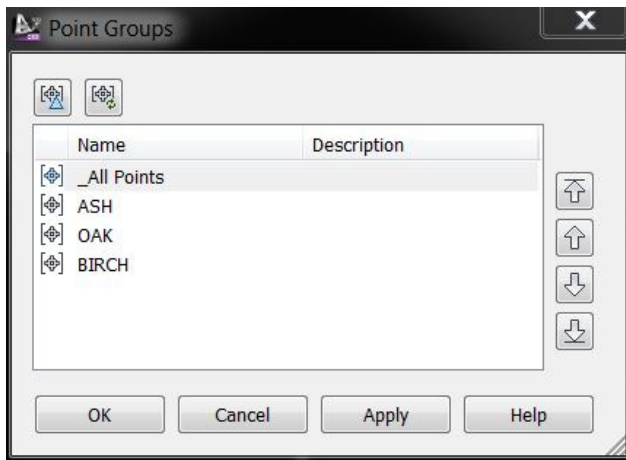 Point Groups
Name Description
_All Points
ASH
OAK
BIRCH
OK Cancel Apply Help